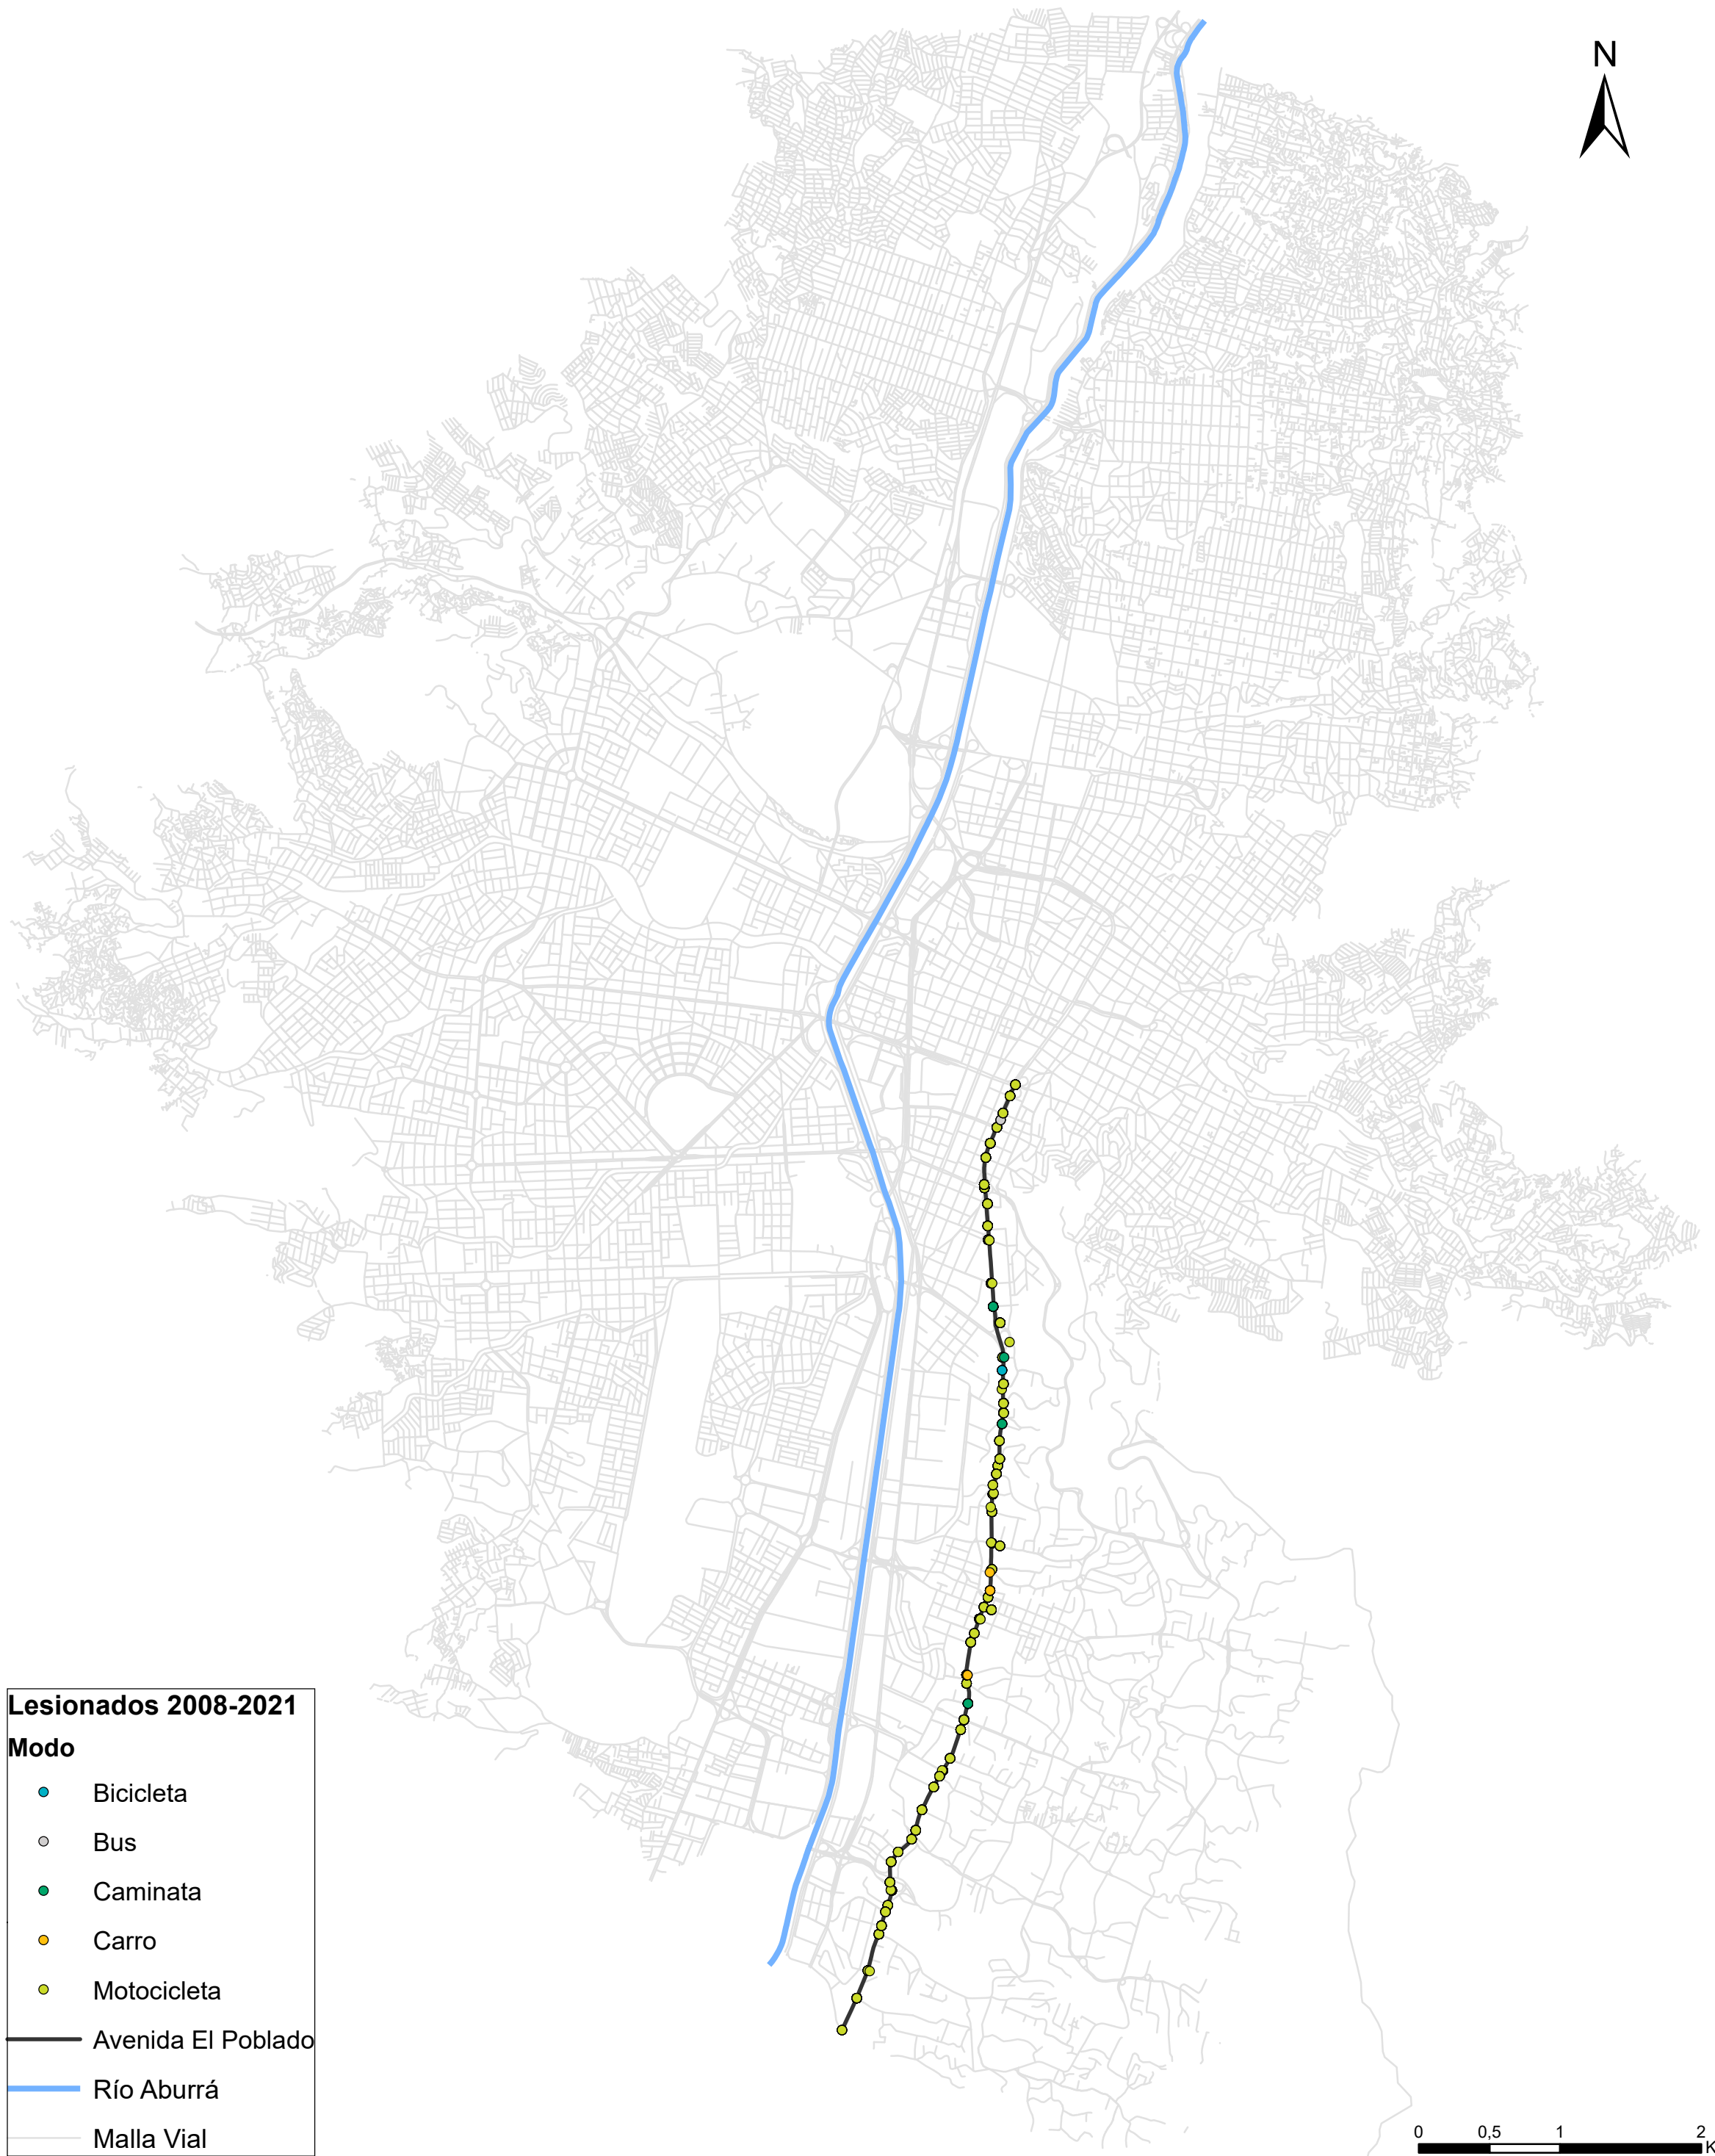 N
Lesionados 2008-2021
Modo
Bicicleta
Bus
Caminata
Carro
Motocicleta
Avenida El Poblado
Río Aburrá
Malla Vial
0 0,5 1 2
K